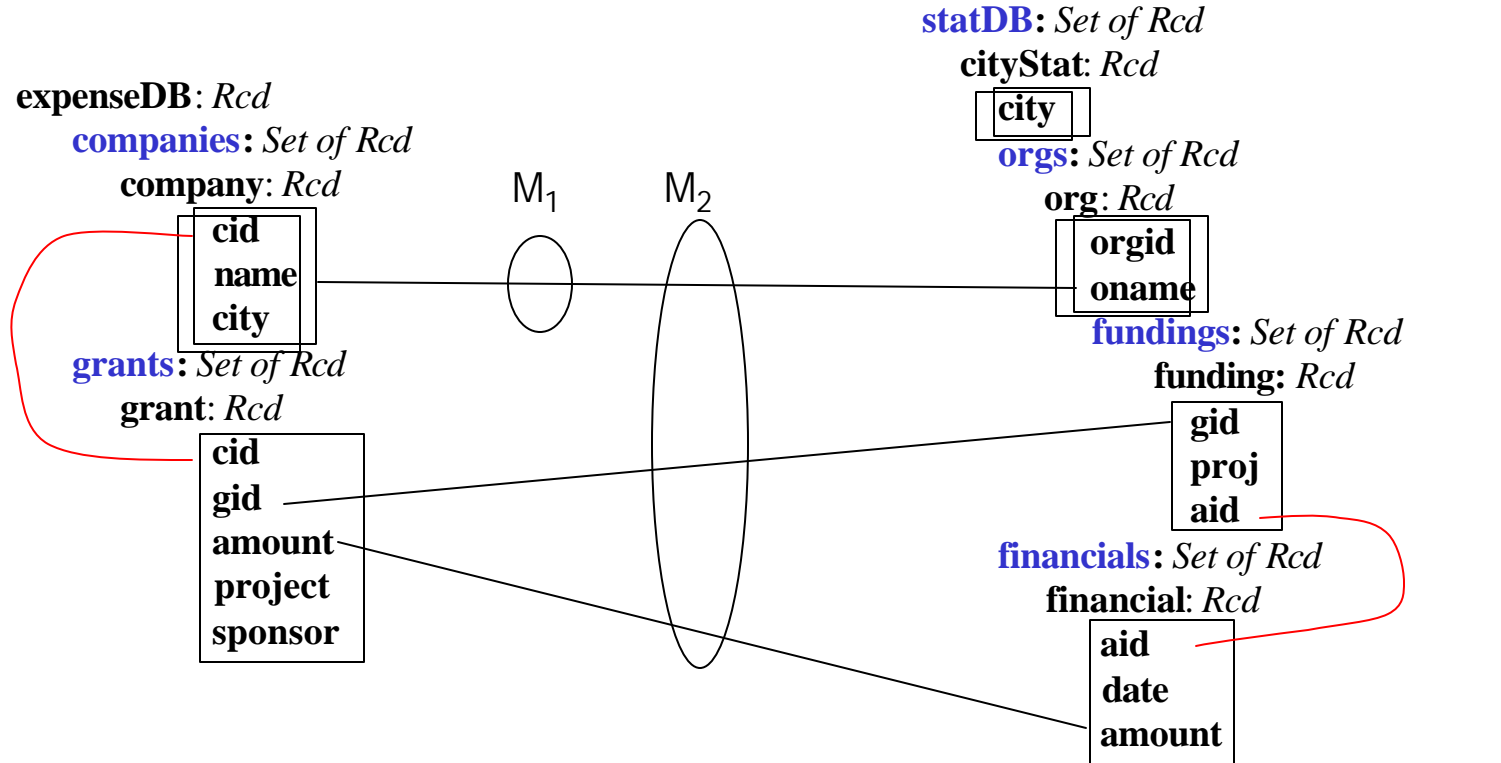 expenseDB: Rcd
companies: Set of Rcd
company: Rcd
cid
name
city
grants: Set of Rcd
grant: Rcd
cid
gid
amount
project
sponsor
M1
M2
statDB: Set of Rcd
cityStat: Rcd
city
orgs: Set of Rcd
org: Rcd
orgid
oname
fundings: Set of Rcd
funding: Rcd
gid
proj
aid
financials: Set of Rcd
financial: Rcd
aid
date
amount